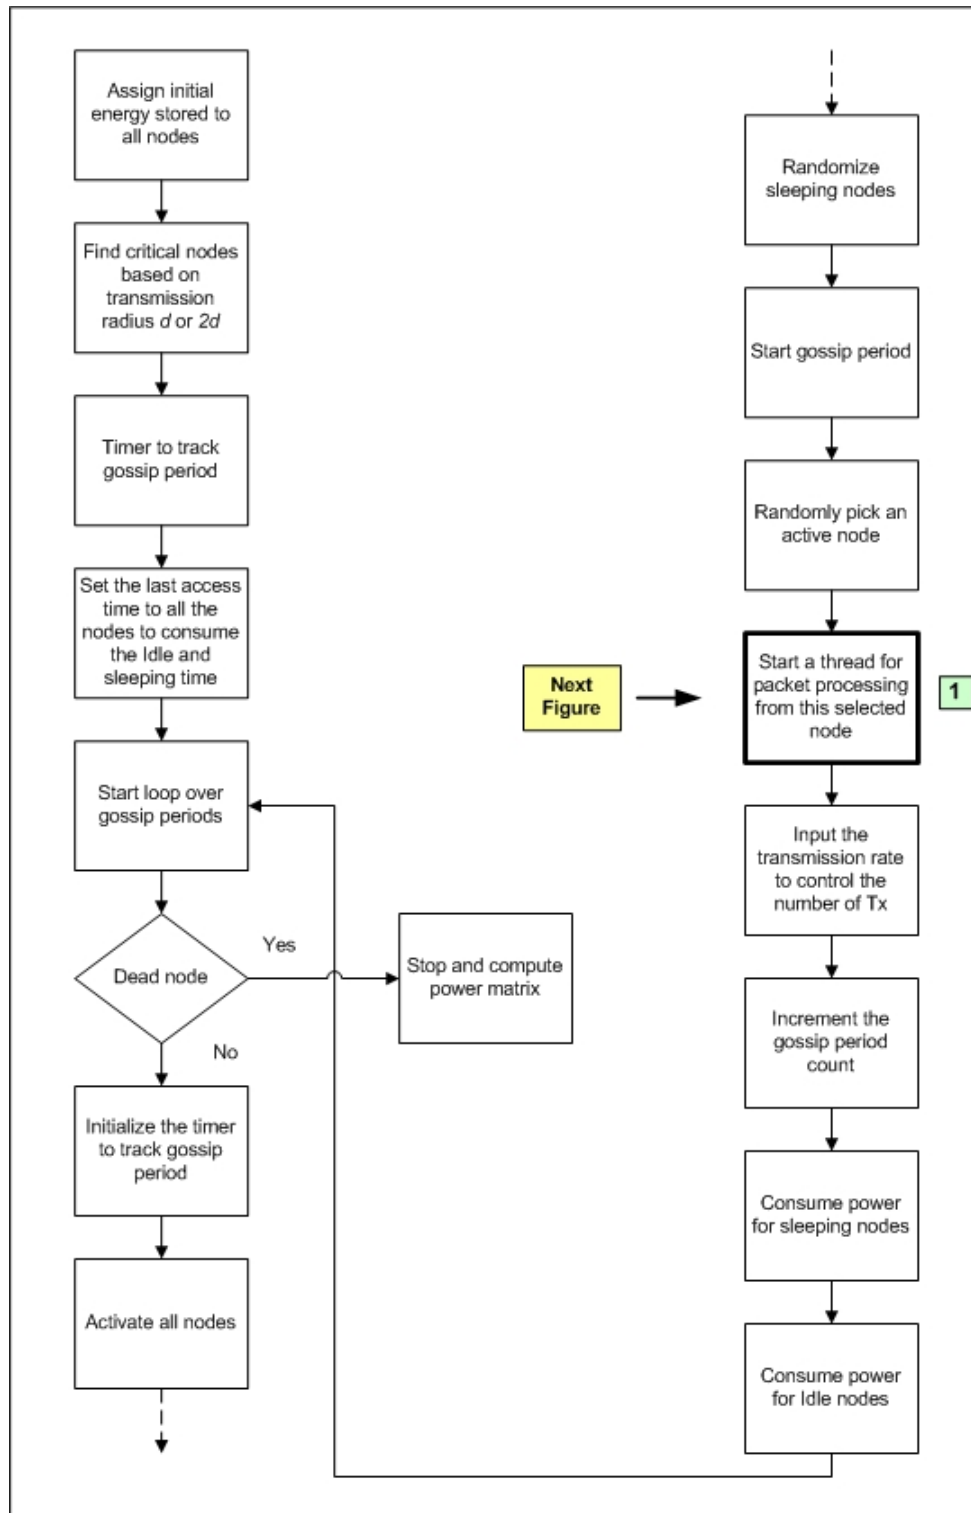 Assign initial
energy stored to
all nodes
Find critical nodes
based on
transmission
radius d or 2d
Timer to track
gossip period
Set the last access
time to all the
nodes to consume
the Idle and
sleeping time
Start loop over
gossip periods
Dead node
Yes
No
Stop and compute
power matrix
Initialize the timer
to track gossip
period
Activate all nodes
Randomize
sleeping nodes
Start gossip period
Randomly pick an
active node
Next
Figure
Start a thread for
packet processing
from this selected
node
1
Input the
transmission rate
to control the
number of Tx
Increment the
gossip period
count
Consume power
for sleeping nodes
Consume power
for Idle nodes